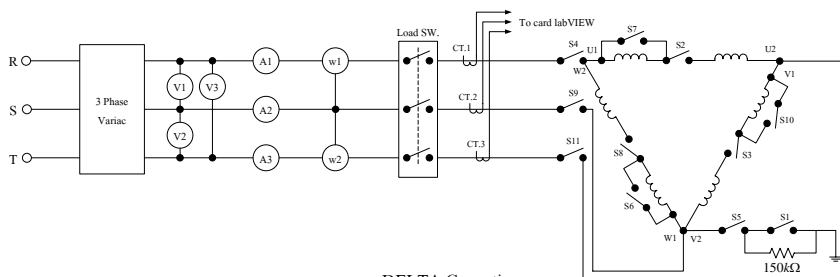 To card labVIEW
Load SW.
CT.1
S4
U1
S7
S2
U2
R
A1
w1
W2
V1
3 Phase
Variac
V1
V3
S
A2
CT.2
S9
S10
V2
T
A3
w2
CT.3
S11
S8
S3
S6
W1
V2
S5
S1
150kΩ